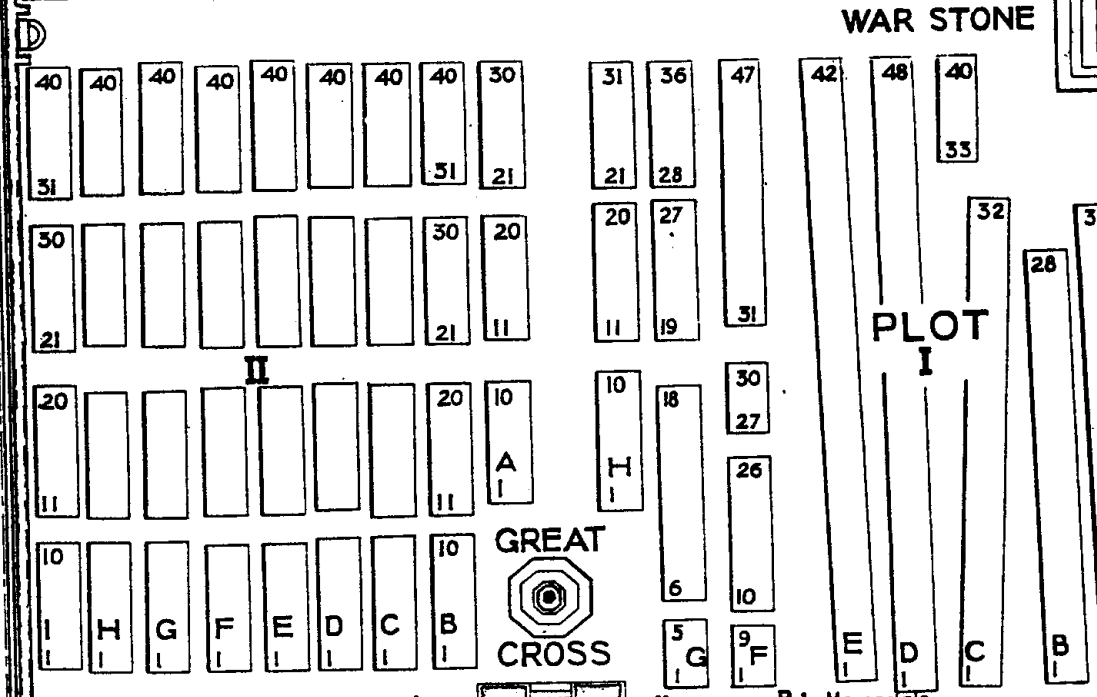 WAR STONE
40 40 40 40 40 40 40 40 30 31 36 47 42 48 40
31 31 21 21 28 33
30 30 20 20 27 32 3
21 21 11 11 19 31 28
PLOT
I
II
20 20 10 10 18 30
27
26
A H
11 11 1 1
10 10 6 10
GREAT
CROSS
I H G F E D C B 5 G 9 F E D C B
1 1 1 1 1 1 1 1 1 1 1 1 1 1